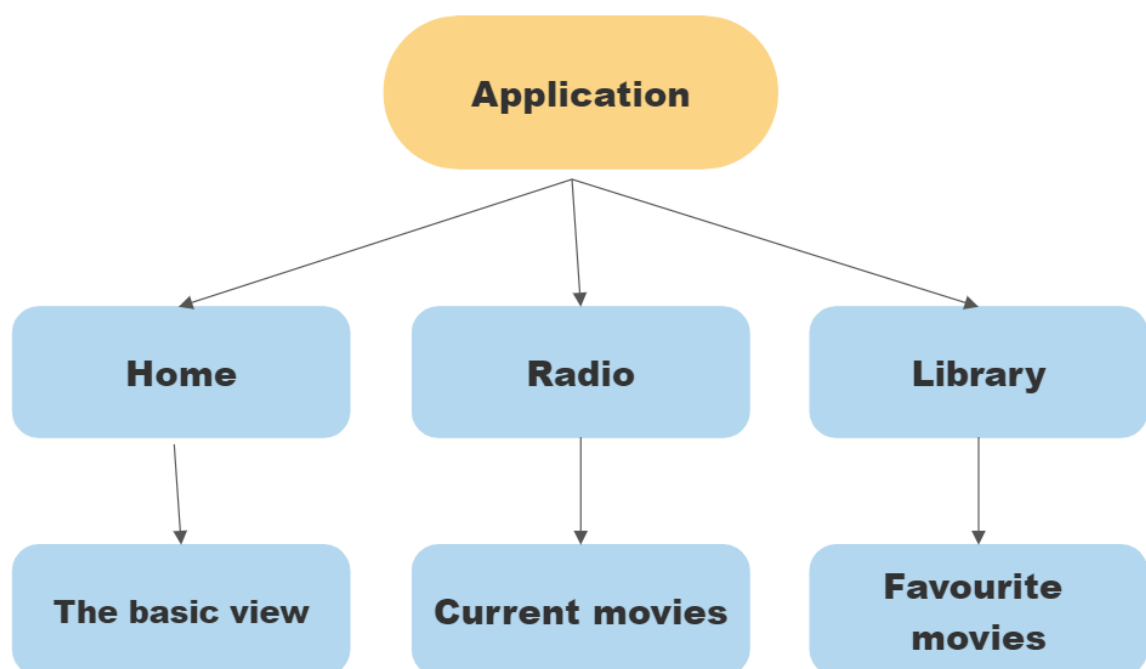 Application
Home
Radio
Library
The basic view
Current movies
Favourite
movies